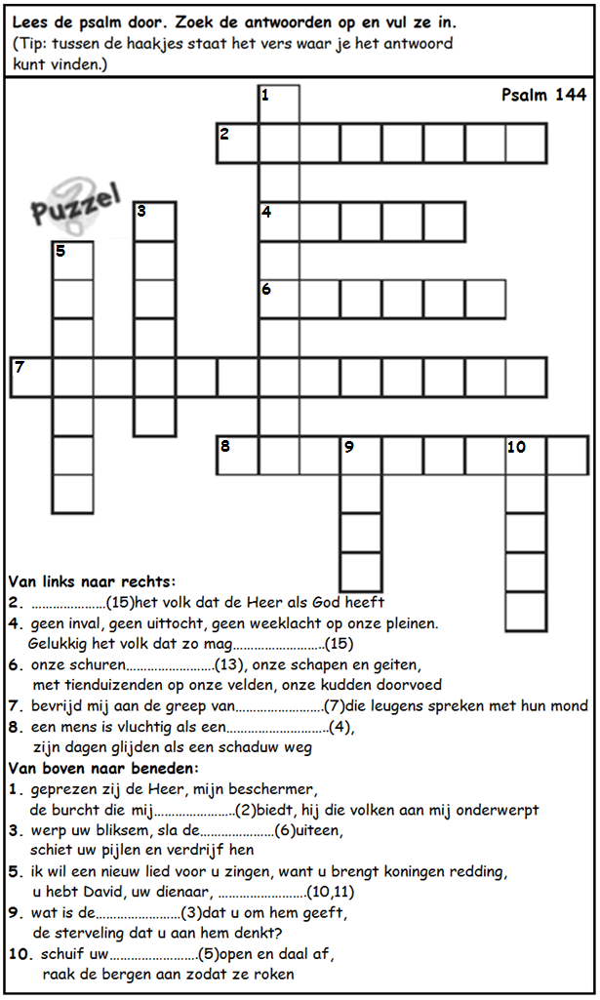 Lees de psalm door. Zoek de antwoorden op en vul ze in.
(Tip: tussen de haakjes staat het vers waar je het antwoord
kunt vinden.)
Psalm 144
1
2
Puzzel
3
4
5
6
7
8
9
10
Van links naar rechts:
2. …………………(15)het volk dat de Heer als God heeft
4. geen inval, geen uittocht, geen weeklacht op onze pleinen.
Gelukkig het volk dat zo mag……………………..(15)
6. onze schuren…………………….(13), onze schapen en geiten,
met tienduizenden op onze velden, onze kudden doorvoed
7. bevrijd mij aan de greep van…………………….(7)die leugens spreken met hun mond
8. een mens is vluchtig als een………………………..(4),
zijn dagen glijden als een schaduw weg
Van boven naar beneden:
1. geprezen zij de Heer, mijn beschermer,
de burcht die mij…………………..(2)biedt, hij die volken aan mij onderwerpt
3. werp uw bliksem, sla de…………………(6)uiteen,
schiet uw pijlen en verdrijf hen
5. ik wil een nieuw lied voor u zingen, want u brengt koningen redding,
u hebt David, uw dienaar, …………………….(10,11)
9. wat is de……………………(3)dat u om hem geeft,
de sterveling dat u aan hem denkt?
10. schuif uw…………………….(5)open en daal af,
raak de bergen aan zodat ze roken